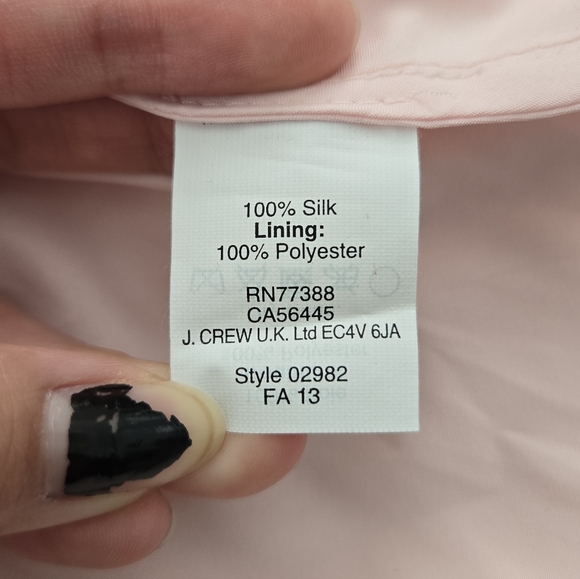 100% Silk
Lining:
100% Polyester
RN77388
CA56445
J. CREW U.K. Ltd EC4V 6JA
Style 02982
FA 13